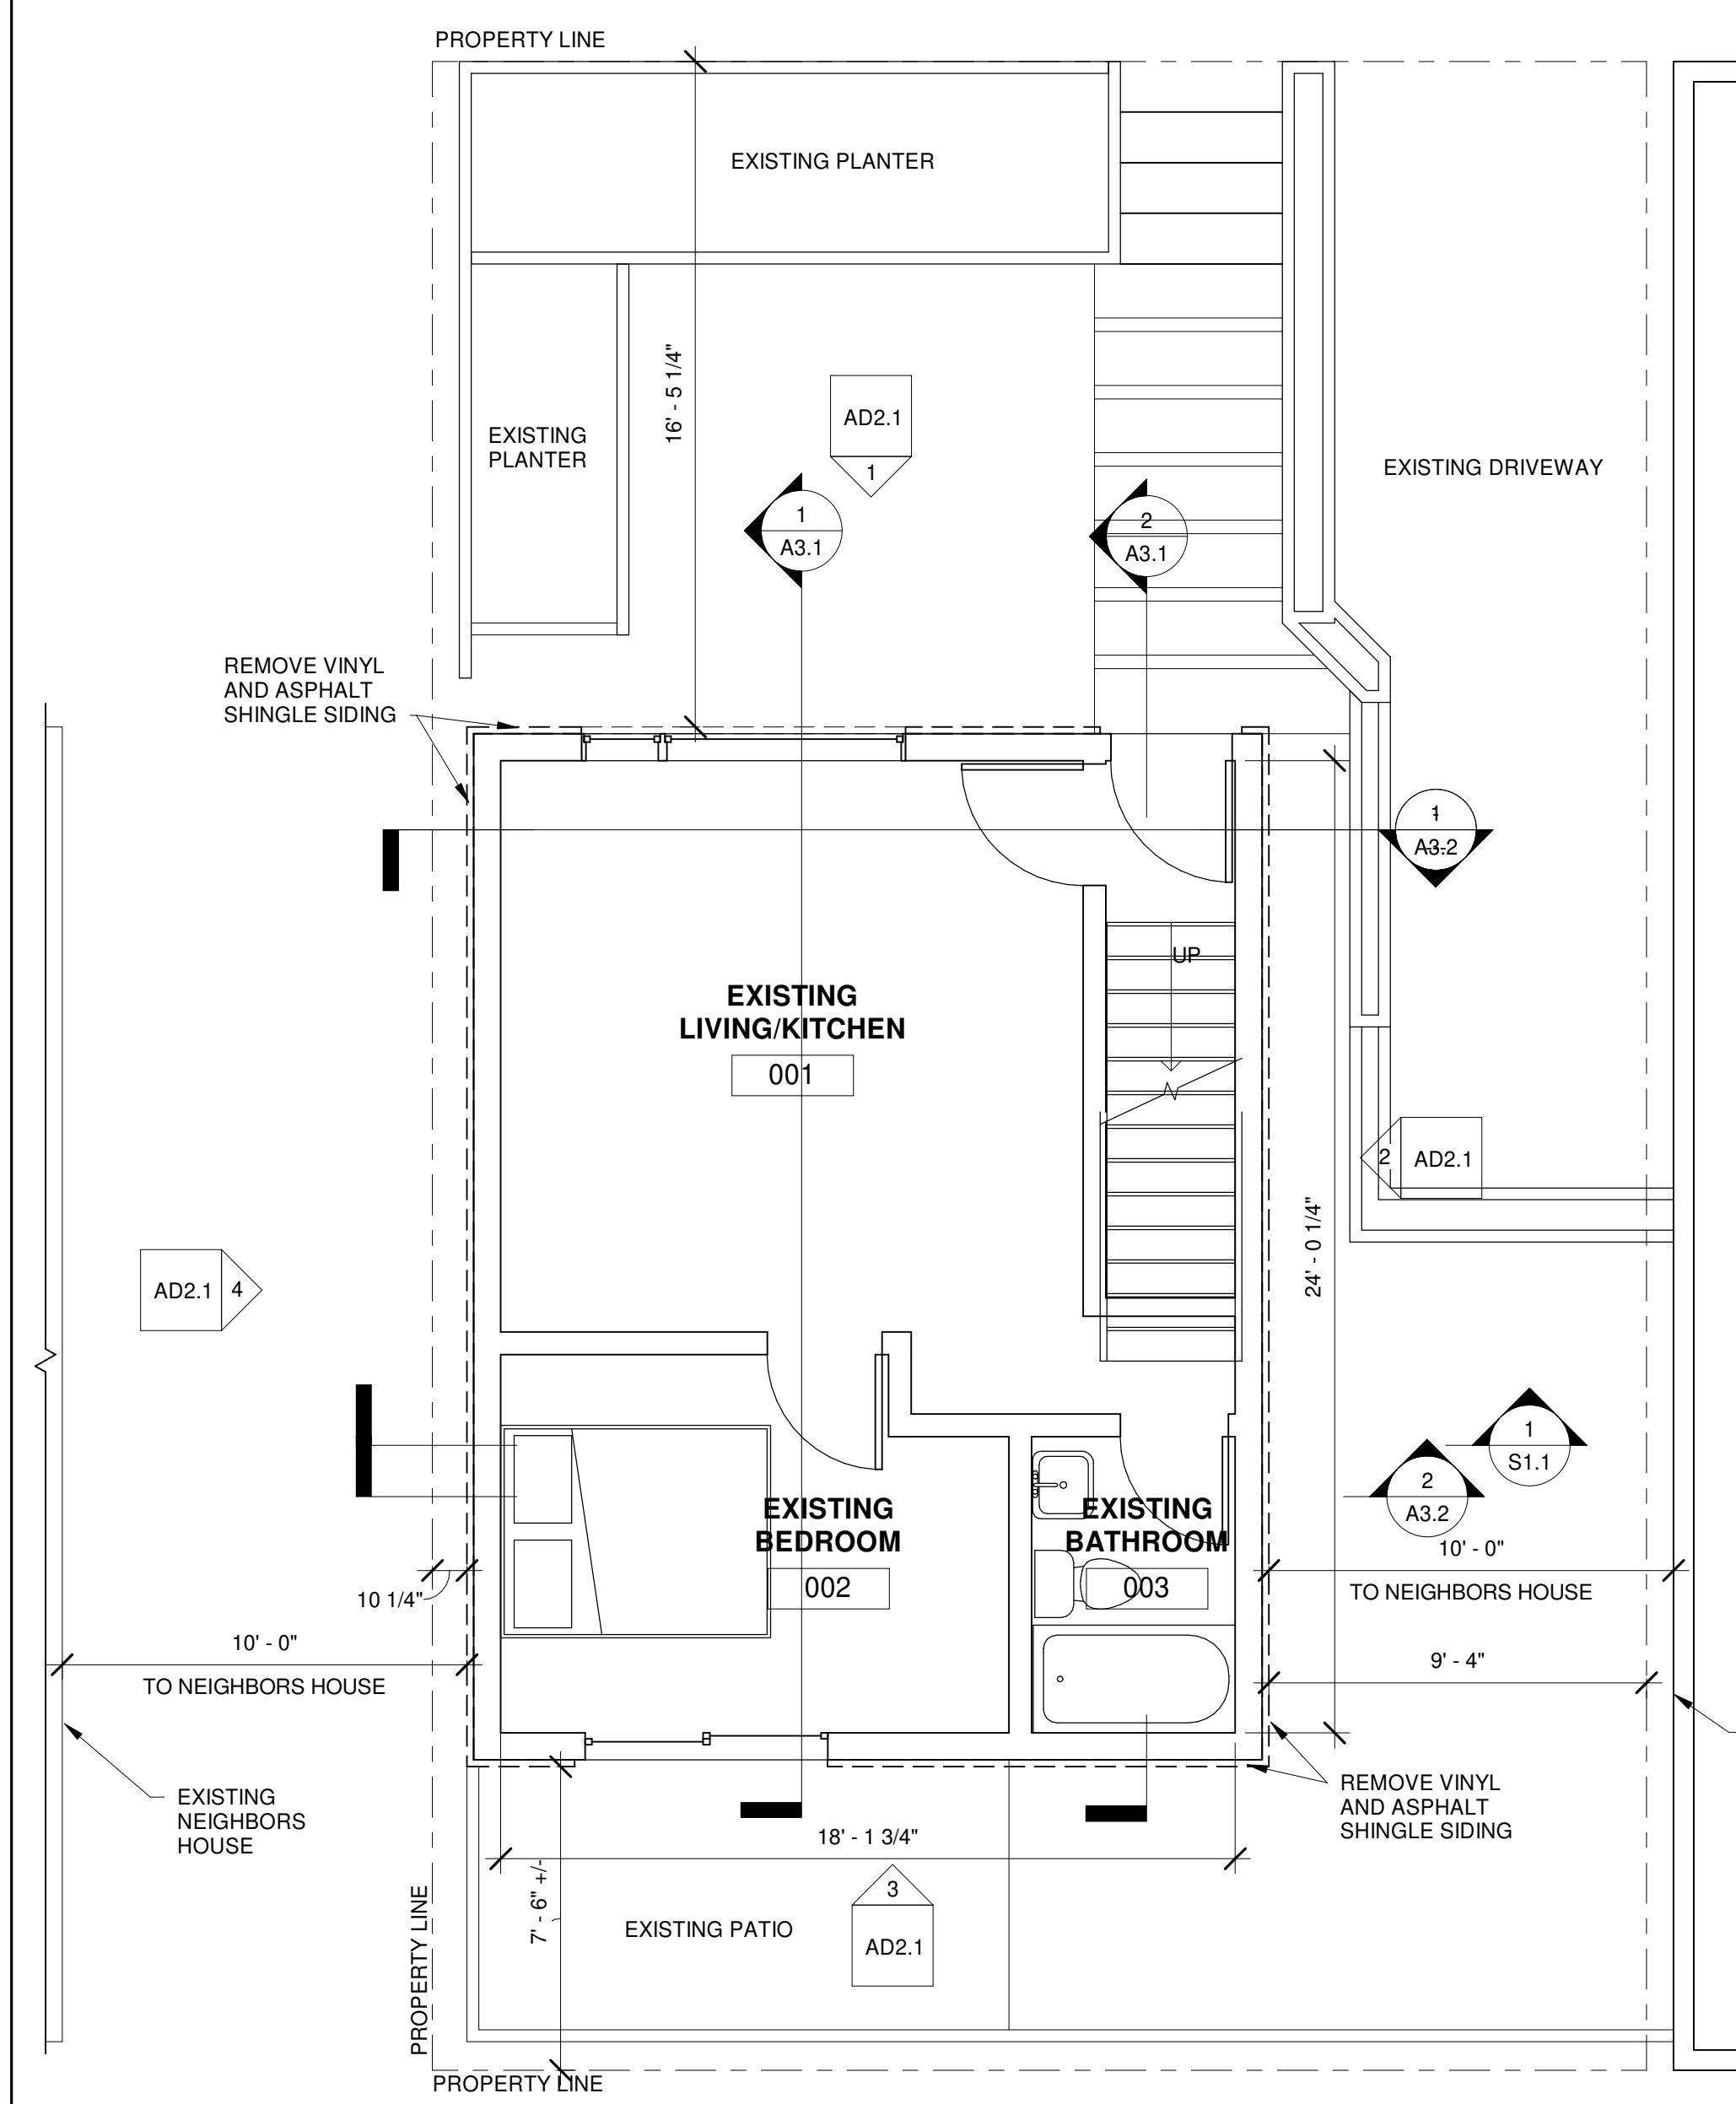 PROPERTY LINE
EXISTING PLANTER
16' - 5 1/4"
AD2.1
1
EXISTING
PLANTER
EXISTING DRIVEWAY
1
A3.1
2
A3.1
REMOVE VINYL
AND ASPHALT
SHINGLE SIDING
1
A3.2
UP
EXISTING
LIVING/KITCHEN
001
2
AD2.1
24' - 0 1/4"
AD2.1
4
1
S1.1
2
A3.2
EXISTING
BEDROOM
002
EXISTING
BATHROOM
003
10' - 0"
TO NEIGHBORS HOUSE
10 1/4"
10' - 0"
TO NEIGHBORS HOUSE
9' - 4"
EXISTING
NEIGHBORS
HOUSE
REMOVE VINYL
AND ASPHALT
SHINGLE SIDING
18' - 1 3/4"
7' - 6" +/-
3
AD2.1
EXISTING PATIO
PROPERTY LINE
PROPERTY LINE